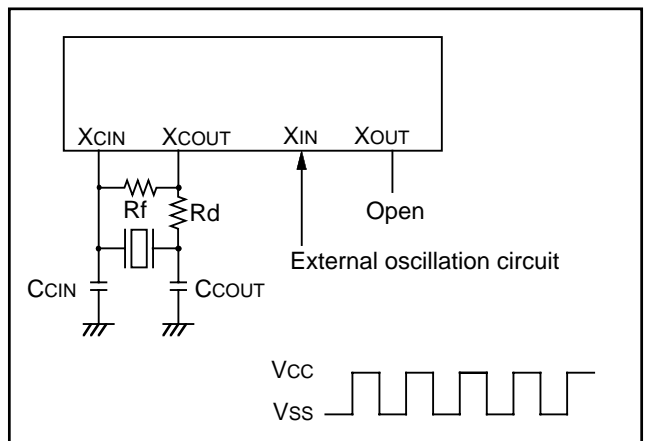 XCIN XCOUT XIN XOUT
Rf Rd Open
External oscillation circuit
CCIN CCOUT
VCC
VSS